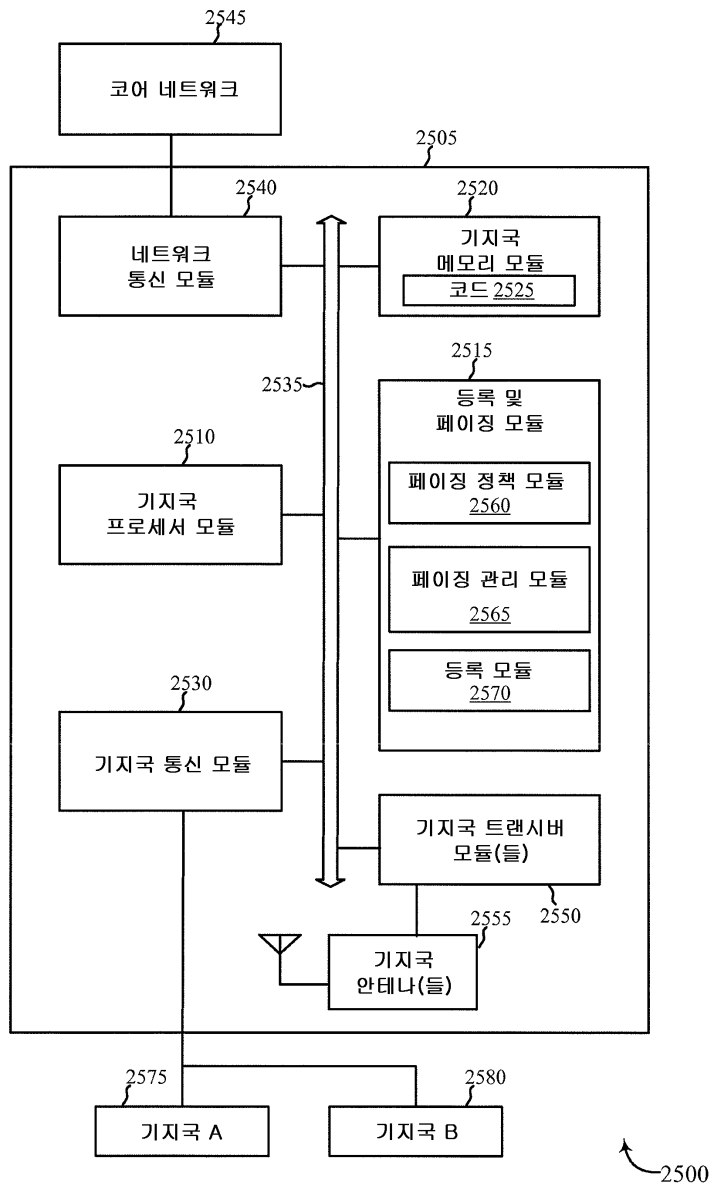 2545
코어 네트워크
2505
2540
네트워크
통신 모듈
2520
기지국
메모리 모듈
코드 2525
2535
2515
등록 및
페이징 모듈
2510
기지국
프로세서 모듈
페이징 정책 모듈
2560
페이징 관리 모듈
2565
등록 모듈
2570
2530
기지국 통신 모듈
기지국 트랜시버
모듈(들)
2550
2555
기지국
안테나(들)
2575
기지국 A
2580
기지국 B
2500